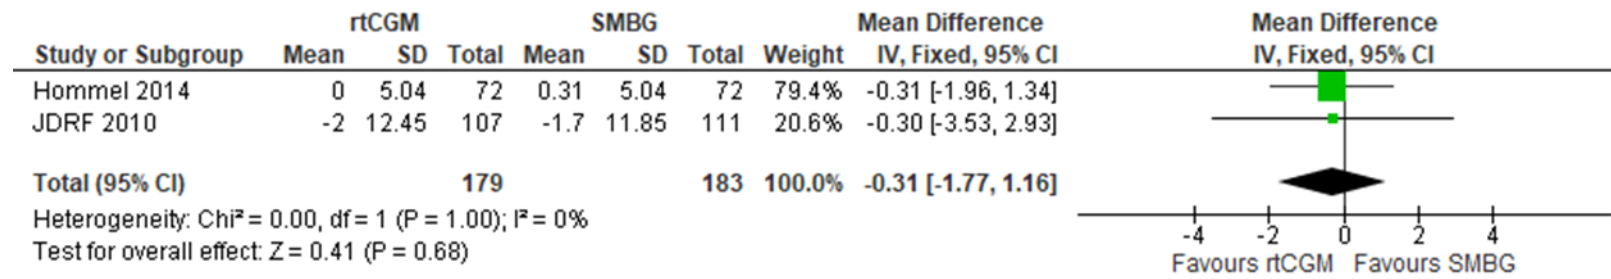 rtCGM SMBG Mean Difference Mean Difference
Study or Subgroup Mean SD Total Mean SD Total Weight IV, Fixed, 95% CI IV, Fixed, 95% CI
Hommel 2014 0 5.04 72 0.31 5.04 72 79.4% -0.31 [-1.96, 1.34]
JDRF 2010 -2 12.45 107 -1.7 11.85 111 20.6% -0.30 [-3.53, 2.93]
Total (95% CI) 179 183 100.0% -0.31 [-1.77, 1.16]
Heterogeneity: Chi² = 0.00, df = 1 (P = 1.00); I² = 0%
Test for overall effect: Z = 0.41 (P = 0.68)
-4 -2 0 2 4
Favours rtCGM Favours SMBG